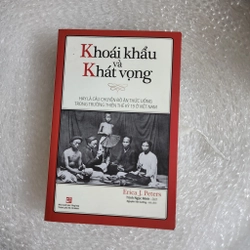 Khoái khẩu
và
Khát vọng
HAY LÀ CÂU CHUYỆN ĐỒ ĂN THỨC UỐNG
TRONG TRƯỜNG THIÊN THẾ KỶ 19 Ở VIỆT NAM
Erica J. Peters